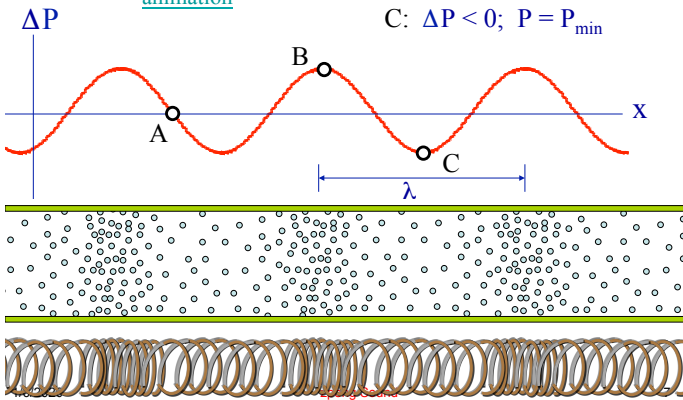 animation
ΔP
C: ΔP < 0; P = P_min
B
A
x
C
λ